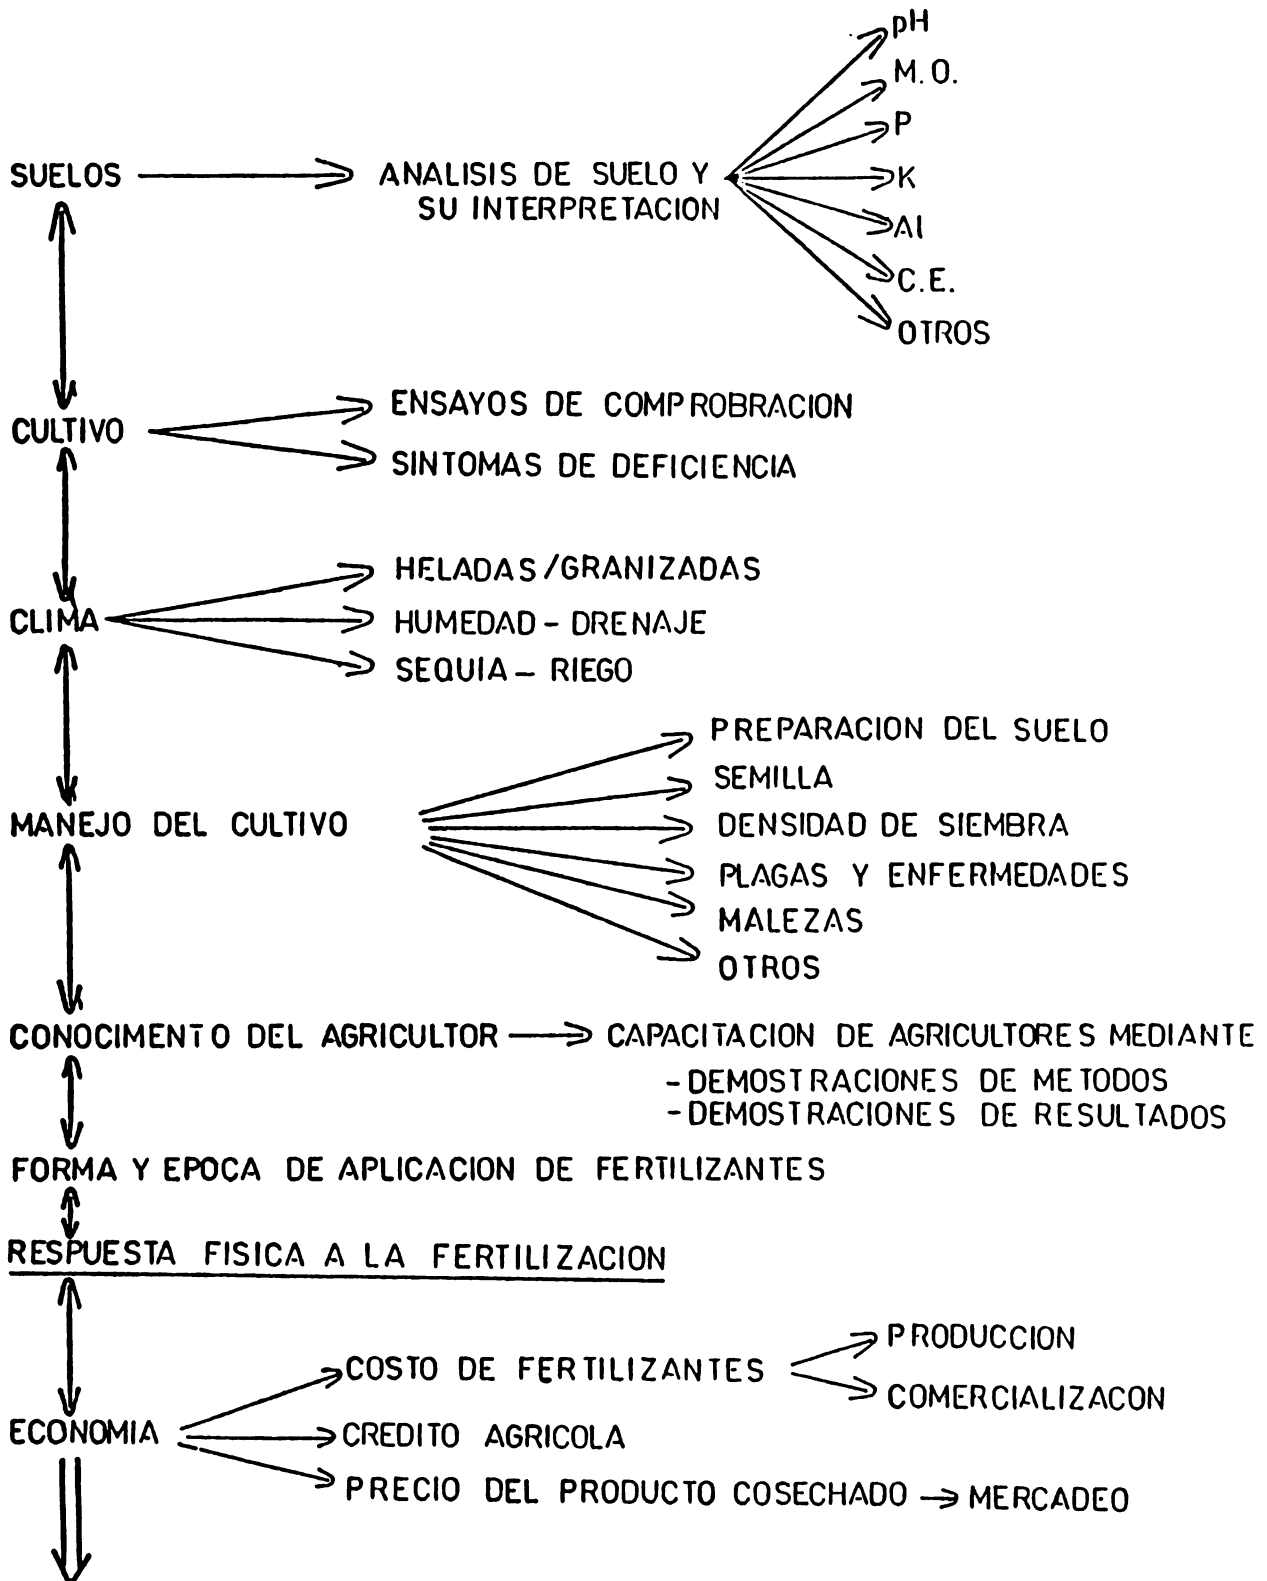 pH
M.O.
P
SUELOS ANALISIS DE SUELO Y
SU INTERPRETACION
K
Al
C.E.
OTROS
CULTIVO
ENSAYOS DE COMPROBRACION
SINTOMAS DE DEFICIENCIA
CLIMA
HELADAS/GRANIZADAS
HUMEDAD - DRENAJE
SEQUIA - RIEGO
MANEJO DEL CULTIVO
PREPARACION DEL SUELO
SEMILLA
DENSIDAD DE SIEMBRA
PLAGAS Y ENFERMEDADES
MALEZAS
OTROS
CONOCIMENTO DEL AGRICULTOR
CAPACITACION DE AGRICULTORES MEDIANTE
- DEMOSTRACIONES DE METODOS
- DEMOSTRACIONES DE RESULTADOS
FORMA Y EPOCA DE APLICACION DE FERTILIZANTES
RESPUESTA FISICA A LA FERTILIZACION
ECONOMIA
COSTO DE FERTILIZANTES
PRODUCCION
COMERCIALIZACON
CREDITO AGRICOLA
PRECIO DEL PRODUCTO COSECHADO
MERCADEO